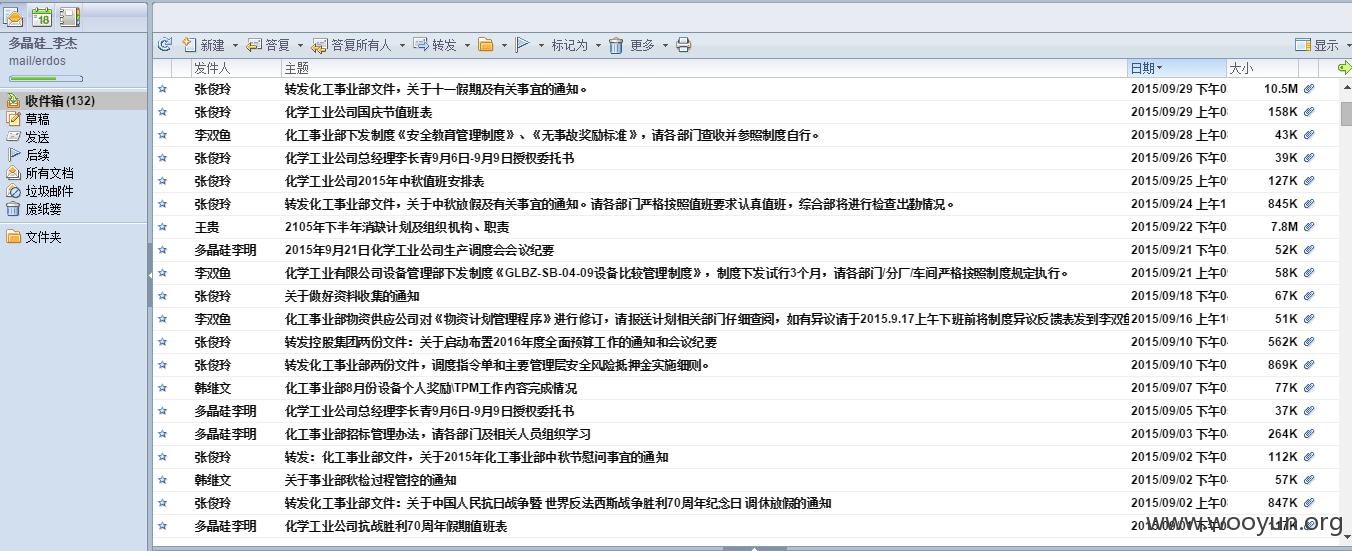 18
多晶硅_李杰
mail/erdos
收件箱 (132)
草稿
发送
后续
所有文档
垃圾邮件
废纸篓
文件夹
新建 答复 答复所有人 转发 标记为 更多 显示
发件人 主题 日期 大小
张俊玲 转发化工事业部文件，关于十一假期及有关事宜的通知。 2015/09/29 下午0 10.5M
张俊玲 化学工业公司国庆节值班表 2015/09/29 上午0 158K
李双鱼 化工事业部下发制度《安全教育管理制度》、《无事故奖励标准》，请各部门查收并参照制度自行。 2015/09/28 上午0 43K
张俊玲 化学工业公司总经理李长青9月6日-9月9日授权委托书 2015/09/26 下午0 39K
张俊玲 化学工业公司2015年中秋值班安排表 2015/09/25 上午0 127K
张俊玲 转发化工事业部文件，关于中秋放假及有关事宜的通知。请各部门严格按照值班要求认真值班，综合部将进行检查出勤情况。 2015/09/24 上午1 845K
王贵 2105年下半年消缺计划及组织机构、职责 2015/09/22 下午0 7.8M
多晶硅李明 2015年9月21日化学工业公司生产调度会会议纪要 2015/09/21 下午0 52K
李双鱼 化学工业有限公司设备管理部下发制度《GLBZ-SB-04-09设备比较管理制度》，制度下发试行3个月，请各部门/分厂/车间严格按照制度规定执行。 2015/09/21 上午0 58K
张俊玲 关于做好资料收集的通知 2015/09/18 下午0 67K
李双鱼 化工事业部物资供应公司对《物资计划管理程序》进行修订，请报送计划相关部门仔细查阅，如有异议请于2015.9.17上午下班前将制度异议反馈表发到李双鱼 2015/09/16 上午1 51K
张俊玲 转发控股集团两份文件：关于启动布置2016年度全面预算工作的通知和会议纪要 2015/09/10 下午0 562K
张俊玲 转发化工事业部两份文件，调度指令单和主要管理层安全风险抵押金实施细则。 2015/09/10 下午0 869K
韩继文 化工事业部8月份设备个人奖励\TPM工作内容完成情况 2015/09/07 下午0 77K
多晶硅李明 化学工业公司总经理李长青9月6日-9月9日授权委托书 2015/09/05 下午0 37K
多晶硅李明 化工事业部招标管理办法，请各部门及相关人员组织学习 2015/09/03 下午0 264K
张俊玲 转发：化工事业部文件，关于2015年化工事业部中秋节慰问事宜的通知 2015/09/02 下午0 112K
韩继文 关于事业部秋检过程管控的通知 2015/09/02 下午0 57K
张俊玲 转发化工事业部文件：关于中国人民抗日战争暨 世界反法西斯战争胜利70周年纪念日 调休放假的通知 2015/09/02 上午0 847K
多晶硅李明 化学工业公司抗战胜利70周年假期值班表 2015/09/01 下午
www.wooyun.org